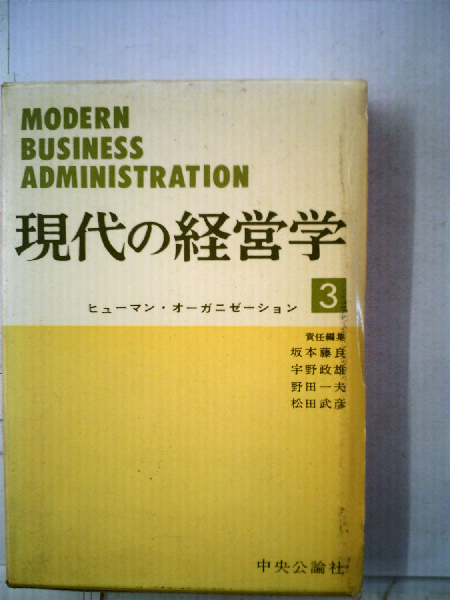 MODERN
BUSINESS
ADMINISTRATION
現代の経営学
ヒューマン・オーガニゼーション 3
責任編集
坂本藤良
宇野政雄
野田一夫
松田武彦
中央公論社